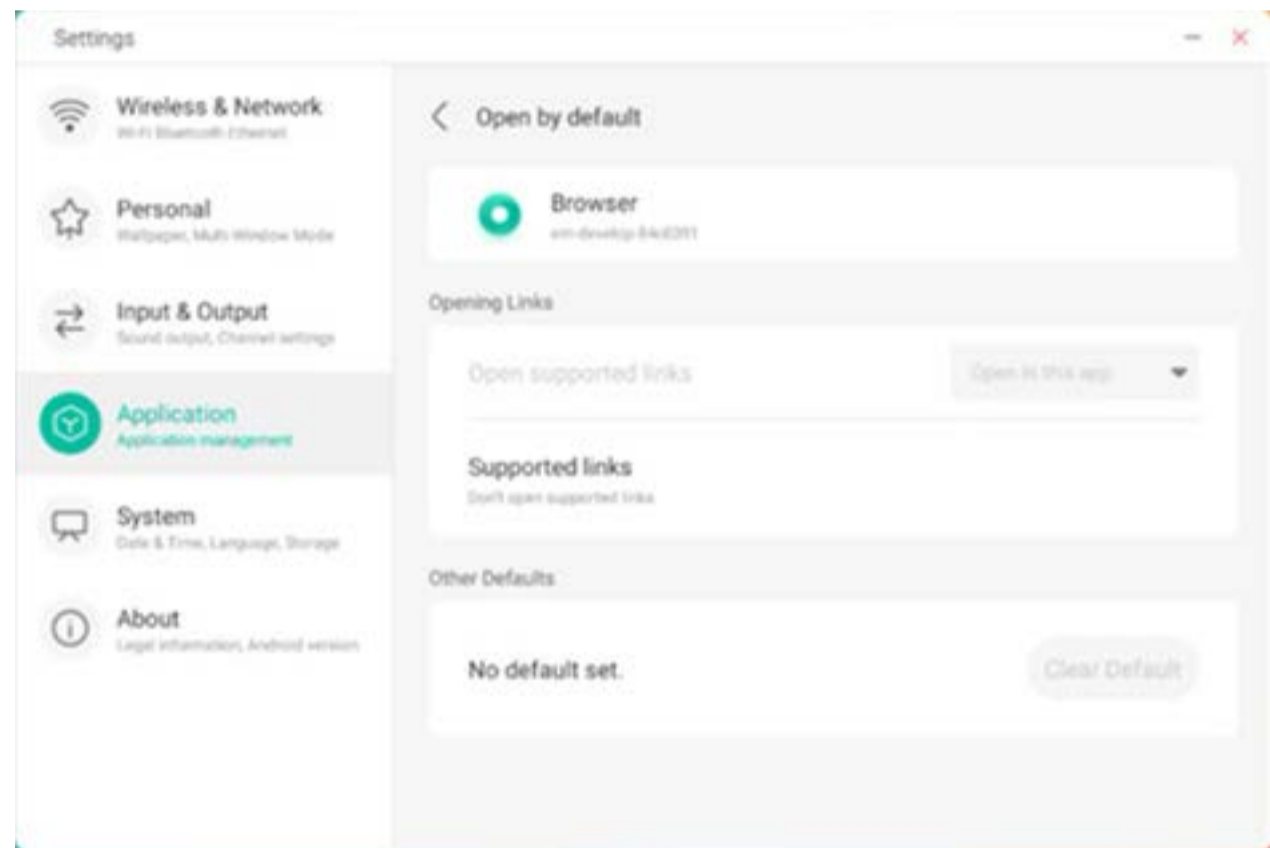 Settings
Wireless & Network
Wi-Fi Bluetooth Ethernet
Personal
Wallpaper, Multi-Window Mode
Input & Output
Sound output, Channel settings
Application
Application management
System
Date & Time, Language, Storage
About
Legal information, Android version
Open by default
Browser
Opening Links
Open supported links
Open in this app
Supported links
Don't open supported links
Other Defaults
No default set.
Clear Default